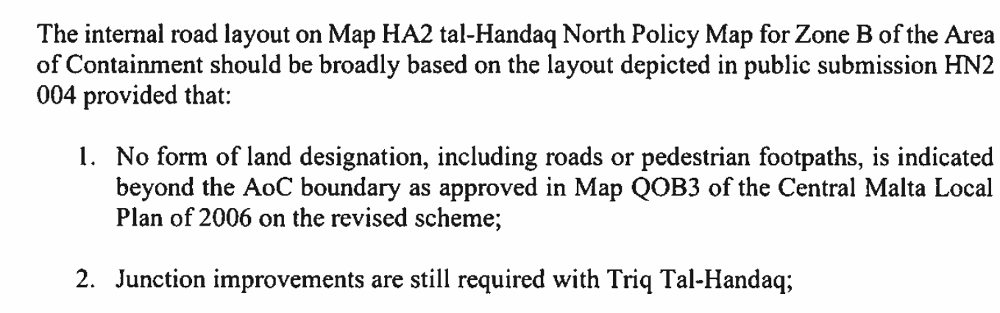 The internal road layout on Map HA2 tal-Handaq North Policy Map for Zone B of the Area
of Containment should be broadly based on the layout depicted in public submission HN2
004 provided that:
1. No form of land designation, including roads or pedestrian footpaths, is indicated
beyond the AoC boundary as approved in Map QOB3 of the Central Malta Local
Plan of 2006 on the revised scheme;
2. Junction improvements are still required with Triq Tal-Handaq;